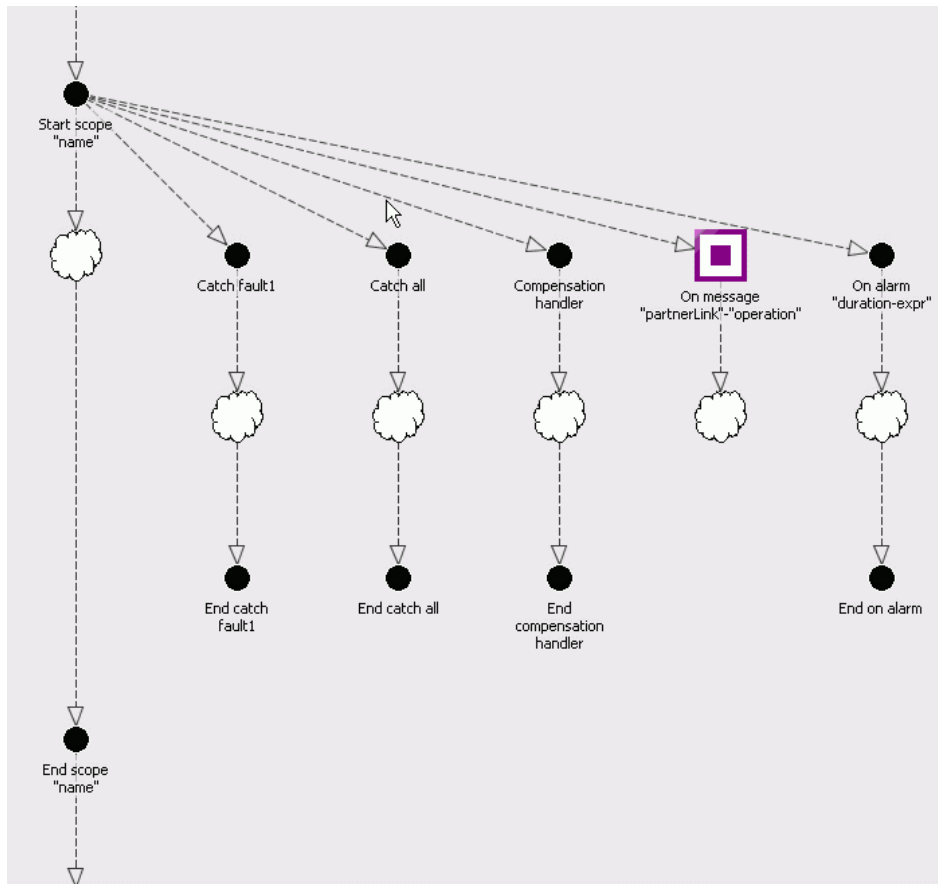 Start scope
"name"
Catch fault1
Catch all
Compensation
handler
On message
"partnerLink"-"operation"
On alarm
"duration-expr"
End catch
fault1
End catch all
End
compensation
handler
End on alarm
End scope
"name"